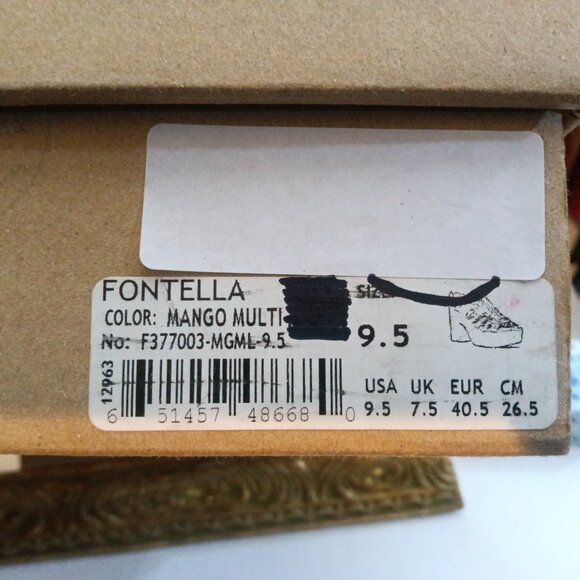 FONTELLA
COLOR: MANGO MULTI
No: F377003-MGML-9.5
Size
9.5
12963
6 51457 48668 0
USA UK EUR CM
9.5 7.5 40.5 26.5